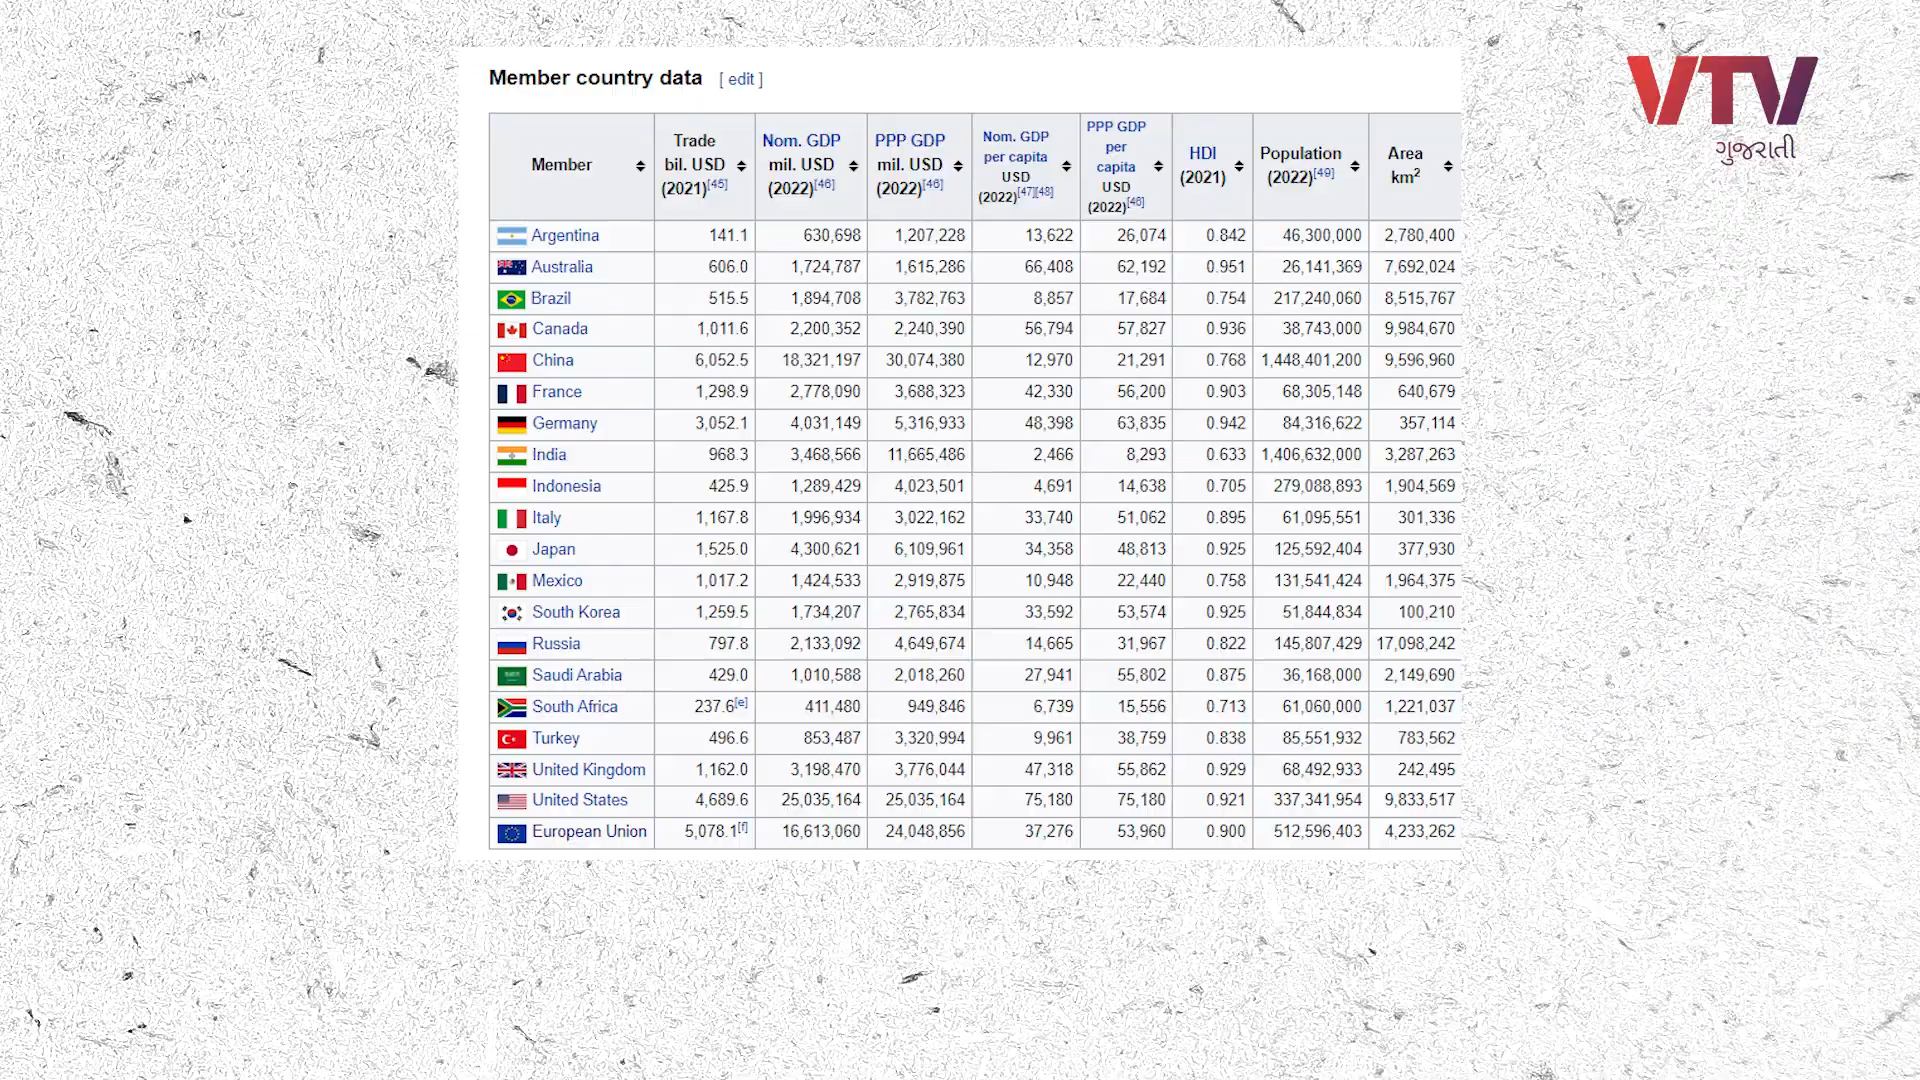 VTV
ગુજરાતી
Member country data [ edit ]
Member Trade bil. USD (2021)[45] Nom. GDP mil. USD (2022)[46] PPP GDP mil. USD (2022)[46] Nom. GDP per capita USD (2022)[47][48] PPP GDP per capita USD (2022)[46] HDI (2021) Population (2022)[49] Area km2
Argentina 141.1 630,698 1,207,228 13,622 26,074 0.842 46,300,000 2,780,400
Australia 606.0 1,724,787 1,615,286 66,408 62,192 0.951 26,141,369 7,692,024
Brazil 515.5 1,894,708 3,782,763 8,857 17,684 0.754 217,240,060 8,515,767
Canada 1,011.6 2,200,352 2,240,390 56,794 57,827 0.936 38,743,000 9,984,670
China 6,052.5 18,321,197 30,074,380 12,970 21,291 0.768 1,448,401,200 9,596,960
France 1,298.9 2,778,090 3,688,323 42,330 56,200 0.903 68,305,148 640,679
Germany 3,052.1 4,031,149 5,316,933 48,398 63,835 0.942 84,316,622 357,114
India 968.3 3,468,566 11,665,486 2,466 8,293 0.633 1,406,632,000 3,287,263
Indonesia 425.9 1,289,429 4,023,501 4,691 14,638 0.705 279,088,893 1,904,569
Italy 1,167.8 1,996,934 3,022,162 33,740 51,062 0.895 61,095,551 301,336
Japan 1,525.0 4,300,621 6,109,961 34,358 48,813 0.925 125,592,404 377,930
Mexico 1,017.2 1,424,533 2,919,875 10,948 22,440 0.758 131,541,424 1,964,375
South Korea 1,259.5 1,734,207 2,765,834 33,592 53,574 0.925 51,844,834 100,210
Russia 797.8 2,133,092 4,649,674 14,665 31,967 0.822 145,807,429 17,098,242
Saudi Arabia 429.0 1,010,588 2,018,260 27,941 55,802 0.875 36,168,000 2,149,690
South Africa 237.6[e] 411,480 949,846 6,739 15,556 0.713 61,060,000 1,221,037
Turkey 496.6 853,487 3,320,994 9,961 38,759 0.838 85,551,932 783,562
United Kingdom 1,162.0 3,198,470 3,776,044 47,318 55,862 0.929 68,492,933 242,495
United States 4,689.6 25,035,164 25,035,164 75,180 75,180 0.921 337,341,954 9,833,517
European Union 5,078.1[f] 16,613,060 24,048,856 37,276 53,960 0.900 512,596,403 4,233,262